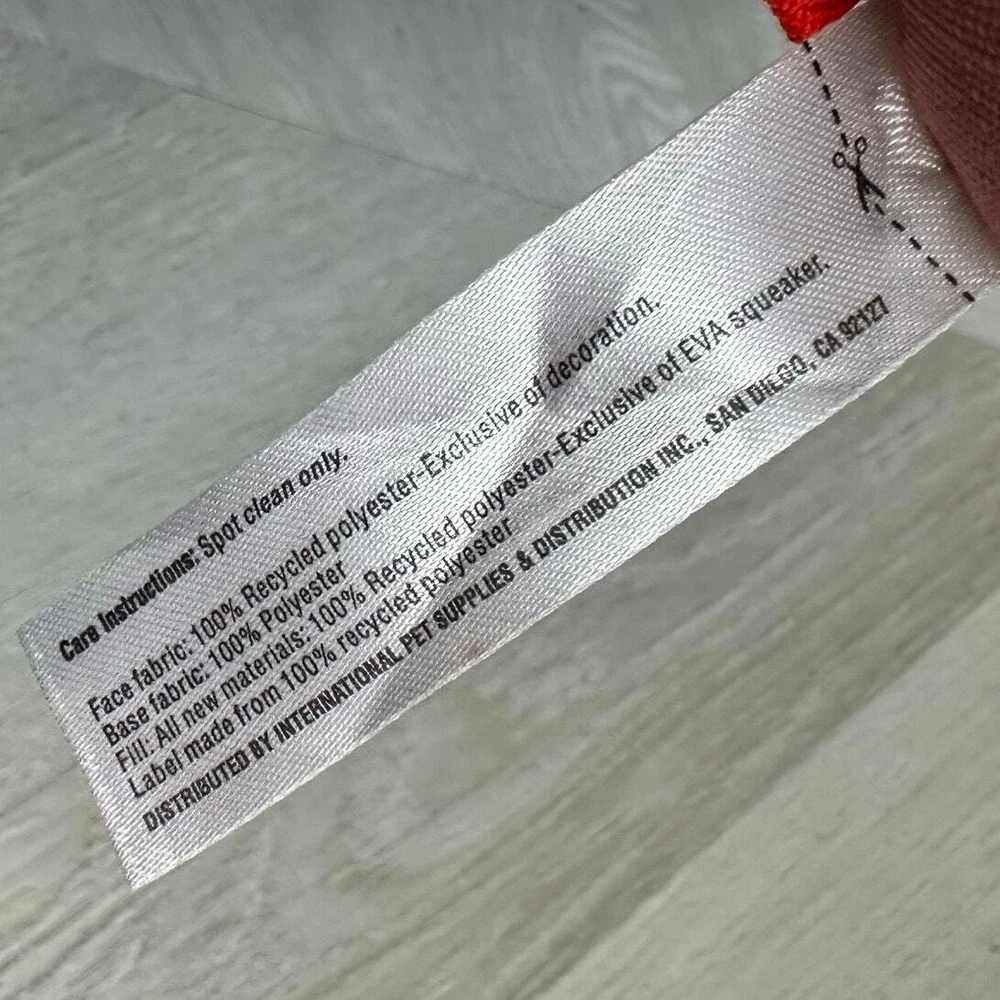 Care Instructions: Spot clean only.
Face fabric: 100% Recycled polyester-Exclusive of decoration.
Base fabric: 100% Polyester
Fill: All new materials: 100% Recycled polyester-Exclusive of EVA squeaker.
Label made from 100% recycled polyester
DISTRIBUTED BY INTERNATIONAL PET SUPPLIES & DISTRIBUTION INC., SAN DIEGO, CA 92127